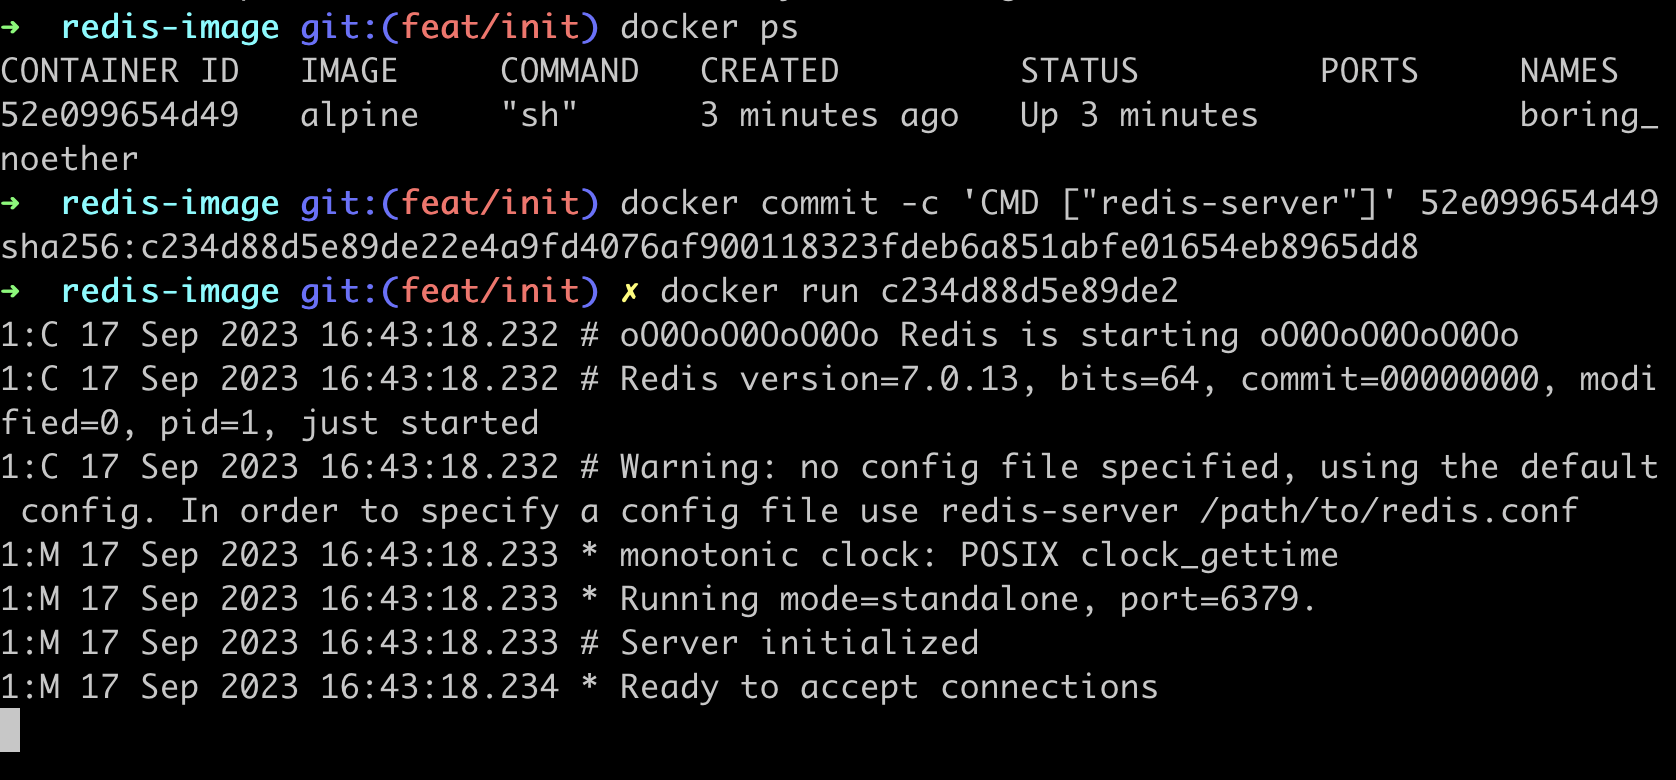 ➜  redis-image git:(feat/init) docker ps
CONTAINER ID   IMAGE     COMMAND   CREATED         STATUS         PORTS     NAMES
52e099654d49   alpine    "sh"      3 minutes ago   Up 3 minutes             boring_
noether
➜  redis-image git:(feat/init) docker commit -c 'CMD ["redis-server"]' 52e099654d49
sha256:c234d88d5e89de22e4a9fd4076af900118323fdeb6a851abfe01654eb8965dd8
➜  redis-image git:(feat/init) ✗ docker run c234d88d5e89de2
1:C 17 Sep 2023 16:43:18.232 # oO0OoO0OoO0Oo Redis is starting oO0OoO0OoO0Oo
1:C 17 Sep 2023 16:43:18.232 # Redis version=7.0.13, bits=64, commit=00000000, modi
fied=0, pid=1, just started
1:C 17 Sep 2023 16:43:18.232 # Warning: no config file specified, using the default
 config. In order to specify a config file use redis-server /path/to/redis.conf
1:M 17 Sep 2023 16:43:18.233 * monotonic clock: POSIX clock_gettime
1:M 17 Sep 2023 16:43:18.233 * Running mode=standalone, port=6379.
1:M 17 Sep 2023 16:43:18.233 # Server initialized
1:M 17 Sep 2023 16:43:18.234 * Ready to accept connections